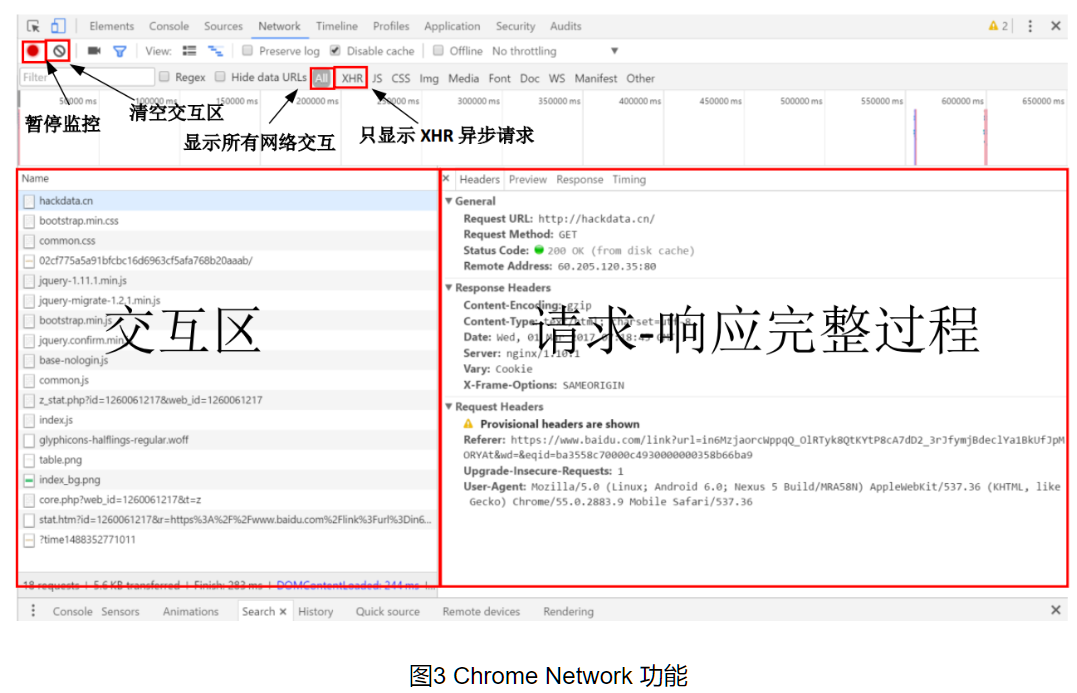 Elements Console Sources Network Timeline Profiles Application Security Audits 2
View: Preserve log Disable cache Offline No throttling
Filter Regex Hide data URLs All XHR JS CSS Img Media Font Doc WS Manifest Other
50000 ms 100000 ms 150000 ms 200000 ms 250000 ms 300000 ms 350000 ms 400000 ms 450000 ms 500000 ms 550000 ms 600000 ms 650000 ms
暂停监控
清空交互区
显示所有网络交互
只显示 XHR 异步请求
Name
hackdata.cn
bootstrap.min.css
common.css
02cf775a5a91bfcbc16d6963cf5afa768b20aaab/
jquery-1.11.1.min.js
jquery-migrate-1.2.1.min.js
bootstrap.min.js
jquery.confirm.min
base-nologin.js
common.js
z_stat.php?id=1260061217&web_id=1260061217
index.js
glyphicons-halflings-regular.woff
table.png
index_bg.png
core.php?web_id=1260061217&t=z
stat.htm?id=1260061217&r=https%3A%2F%2Fwww.baidu.com%2Flink%3Furl%3Din6...
?time1488352771011
交互区
18 requests | 5.6 KB transferred | Finish: 283 ms | DOMContentLoaded: 244 ms |
Headers Preview Response Timing
General
Request URL: http://hackdata.cn/
Request Method: GET
Status Code: 200 OK (from disk cache)
Remote Address: 60.205.120.35:80
Response Headers
Content-Encoding: gzip
Content-Type: text/html; charset=utf-8
Date: Wed, 01 Mar 2017 07:18:45
Server: nginx/1.10.1
Vary: Cookie
X-Frame-Options: SAMEORIGIN
请求-响应完整过程
Request Headers
Provisional headers are shown
Referer: https://www.baidu.com/link?url=in6MzjaorcWppqQ_OlRTyk8QtKYtP8cA7dD2_3rJfymjBdeclYa1BkUfJpM
ORYAt&wd=&eqid=ba3558c70000c4930000000358b66ba9
Upgrade-Insecure-Requests: 1
User-Agent: Mozilla/5.0 (Linux; Android 6.0; Nexus 5 Build/MRA58N) AppleWebKit/537.36 (KHTML, like
Gecko) Chrome/55.0.2883.9 Mobile Safari/537.36
Console Sensors Animations Search History Quick source Remote devices Rendering
图3 Chrome Network 功能